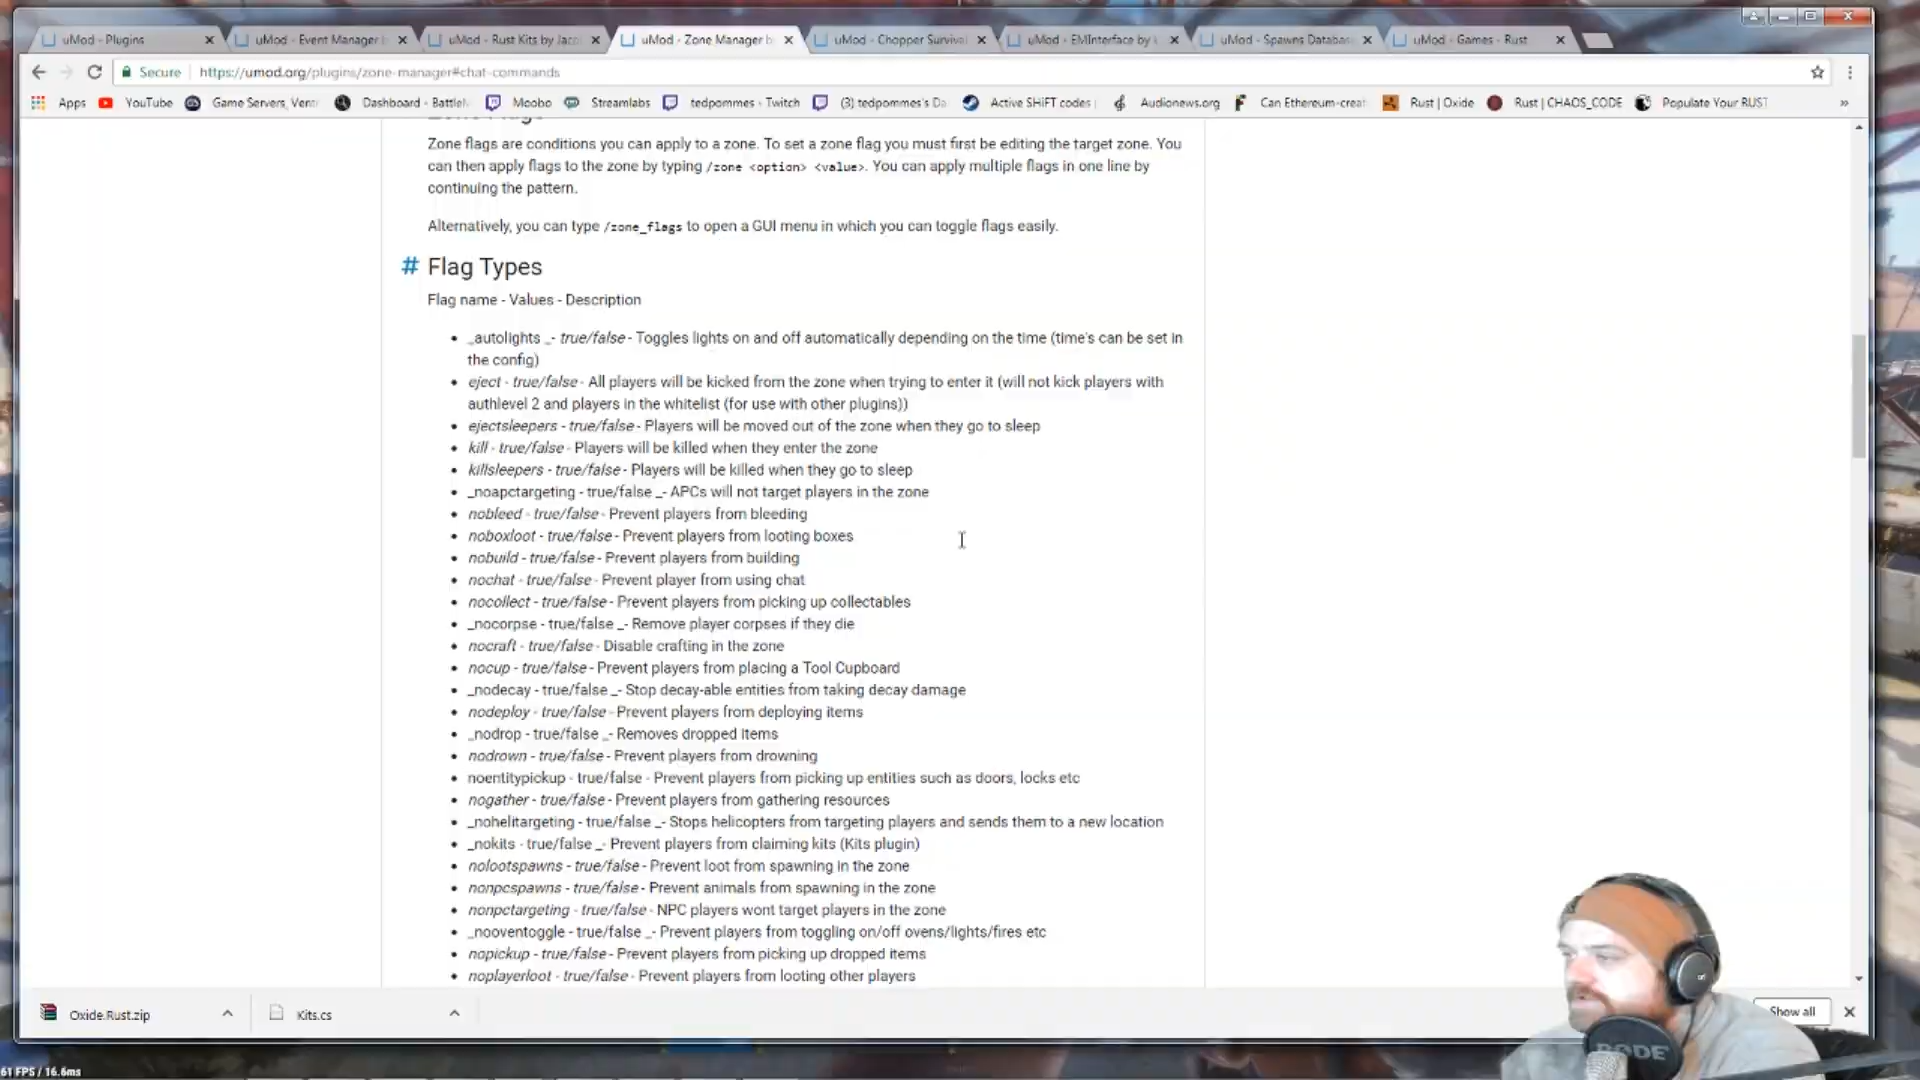 uMod - Plugins
uMod - Event Manager b
uMod - Rust Kits by Jaco
uMod - Zone Manager b
uMod - Chopper Survival
uMod - EMInterface by
uMod - Spawns Databas
uMod - Games - Rust
Secure
https://umod.org/plugins/zone-manager#chat-commands
Apps
YouTube
Game Servers, Vent
Dashboard - Battlel
Moobo
Streamlabs
tedpommes - Twitch
(3) tedpommes's Da
Active SHIFT codes
Audionews.org
Can Ethereum-creat
Rust | Oxide
Rust | CHAOS_CODE
Populate Your RUST
»
Zone Flags
Zone flags are conditions you can apply to a zone. To set a zone flag you must first be editing the target zone. You
can then apply flags to the zone by typing /zone <option> <value>. You can apply multiple flags in one line by
continuing the pattern.
Alternatively, you can type /zone_flags to open a GUI menu in which you can toggle flags easily.
# Flag Types
Flag name - Values - Description
• _autolights _- true/false - Toggles lights on and off automatically depending on the time (time's can be set in
the config)
• eject - true/false - All players will be kicked from the zone when trying to enter it (will not kick players with
authlevel 2 and players in the whitelist (for use with other plugins))
• ejectsleepers - true/false - Players will be moved out of the zone when they go to sleep
• kill - true/false - Players will be killed when they enter the zone
• killsleepers - true/false - Players will be killed when they go to sleep
• _noapctargeting - true/false _- APCs will not target players in the zone
• nobleed - true/false - Prevent players from bleeding
• noboxloot - true/false - Prevent players from looting boxes
• nobuild - true/false - Prevent players from building
• nochat - true/false - Prevent player from using chat
• nocollect - true/false - Prevent players from picking up collectables
• _nocorpse - true/false _- Remove player corpses if they die
• nocraft - true/false - Disable crafting in the zone
• nocup - true/false - Prevent players from placing a Tool Cupboard
• _nodecay - true/false _- Stop decay-able entities from taking decay damage
• nodeploy - true/false - Prevent players from deploying items
• _nodrop - true/false _- Removes dropped items
• nodrown - true/false - Prevent players from drowning
• noentitypickup - true/false - Prevent players from picking up entities such as doors, locks etc
• nogather - true/false - Prevent players from gathering resources
• _nohelitargeting - true/false _- Stops helicopters from targeting players and sends them to a new location
• _nokits - true/false _- Prevent players from claiming kits (Kits plugin)
• nolootspawns - true/false - Prevent loot from spawning in the zone
• nonpcspawns - true/false - Prevent animals from spawning in the zone
• nonpctargeting - true/false - NPC players wont target players in the zone
• _nooventoggle - true/false _- Prevent players from toggling on/off ovens/lights/fires etc
• nopickup - true/false - Prevent players from picking up dropped items
• noplayerloot - true/false - Prevent players from looting other players
Oxide.Rust.zip
Kits.cs
Show all
RODE
61 FPS / 16.6ms